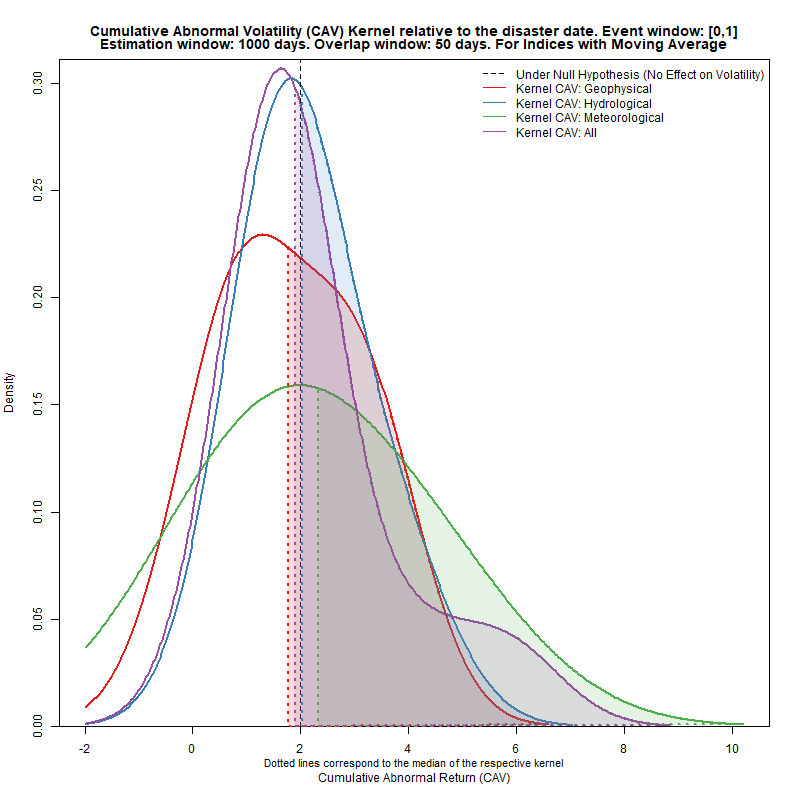 Cumulative Abnormal Volatility (CAV) Kernel relative to the disaster date. Event window: [0,1]
Estimation window: 1000 days. Overlap window: 50 days. For Indices with Moving Average
Under Null Hypothesis (No Effect on Volatility)
Kernel CAV: Geophysical
Kernel CAV: Hydrological
Kernel CAV: Meteorological
Kernel CAV: All
Density
0.30
0.25
0.20
0.15
0.10
0.05
0.00
-2 0 2 4 6 8 10
Dotted lines correspond to the median of the respective kernel
Cumulative Abnormal Return (CAV)